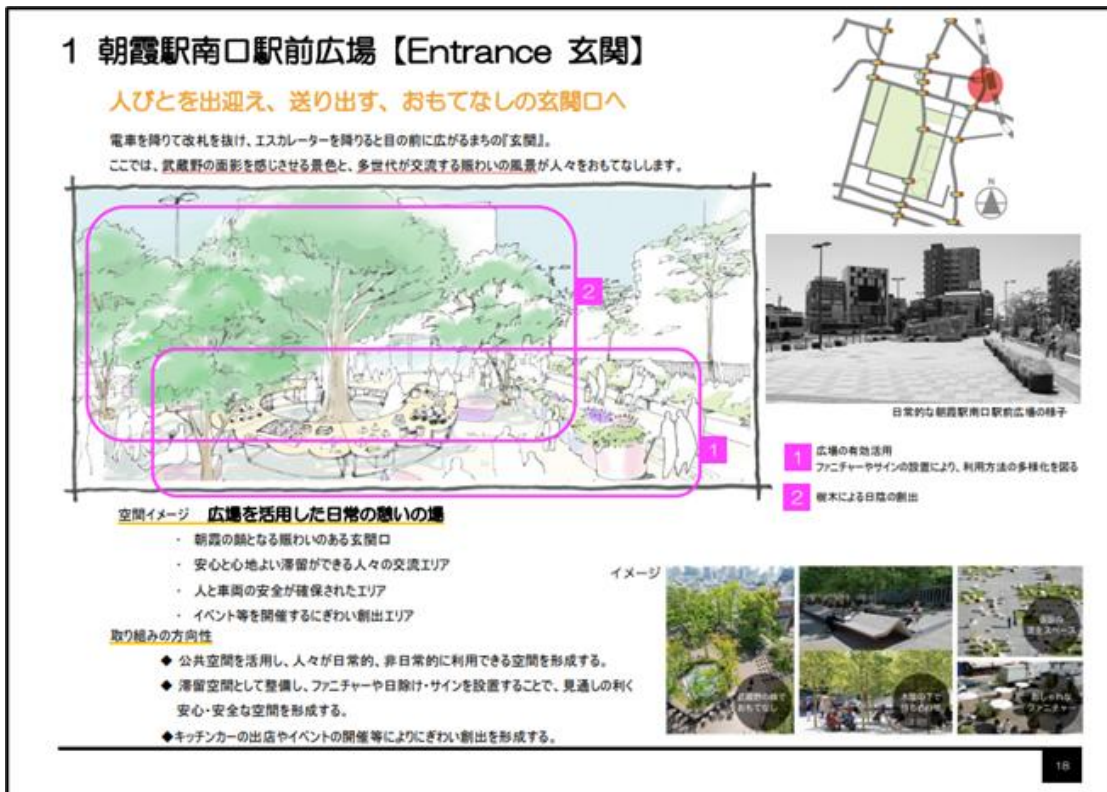 1 朝霞駅南口駅前広場【Entrance 玄関】
人びとを出迎え、送り出す、おもてなしの玄関口へ
電車を降りて改札を抜け、エスカレーターを降りると目の前に広がるまちの『玄関』。
ここでは、武蔵野の面影を感じさせる景色と、多世代が交流する賑わいの風景が人々をおもてなしします。
N
2
1
日常的な朝霞駅南口駅前広場の様子
1 広場の有効活用
ファニチャーやサインの設置により、利用方法の多様化を図る
2 樹木による日陰の創出
空間イメージ 広場を活用した日常の憩いの場
・ 朝霞の顔となる賑わいのある玄関口
・ 安心と心地よい滞留ができる人々の交流エリア
・ 人と車両の安全が確保されたエリア
・ イベント等を開催するにぎわい創出エリア
取り組みの方向性
◆ 公共空間を活用し、人々が日常的、非日常的に利用できる空間を形成する。
◆ 滞留空間として整備し、ファニチャーや日除け・サインを設置することで、見通しの利く
安心・安全な空間を形成する。
◆キッチンカーの出店やイベントの開催等によりにぎわい創出を形成する。
イメージ
武蔵野の緑で
おもてなし
木陰の下で
おしゃれな
ファニチャー
18